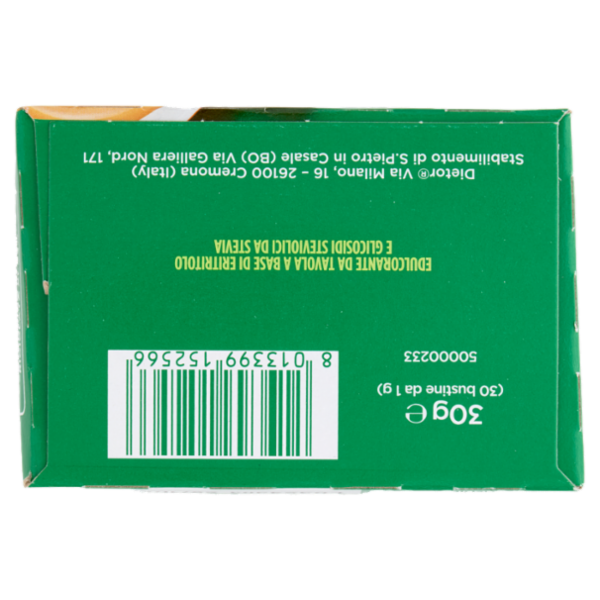 30g ℮
(30 bustine da 1 g)
50000233
8 013399 152566
EDULCORANTE DA TAVOLA A BASE DI ERITRITOLO
E GLICOSIDI STEVIOLICI DA STEVIA
Dietor® Via Milano, 16 – 26100 Cremona (Italy)
Stabilimento di S.Pietro in Casale (BO) Via Galliera Nord, 171